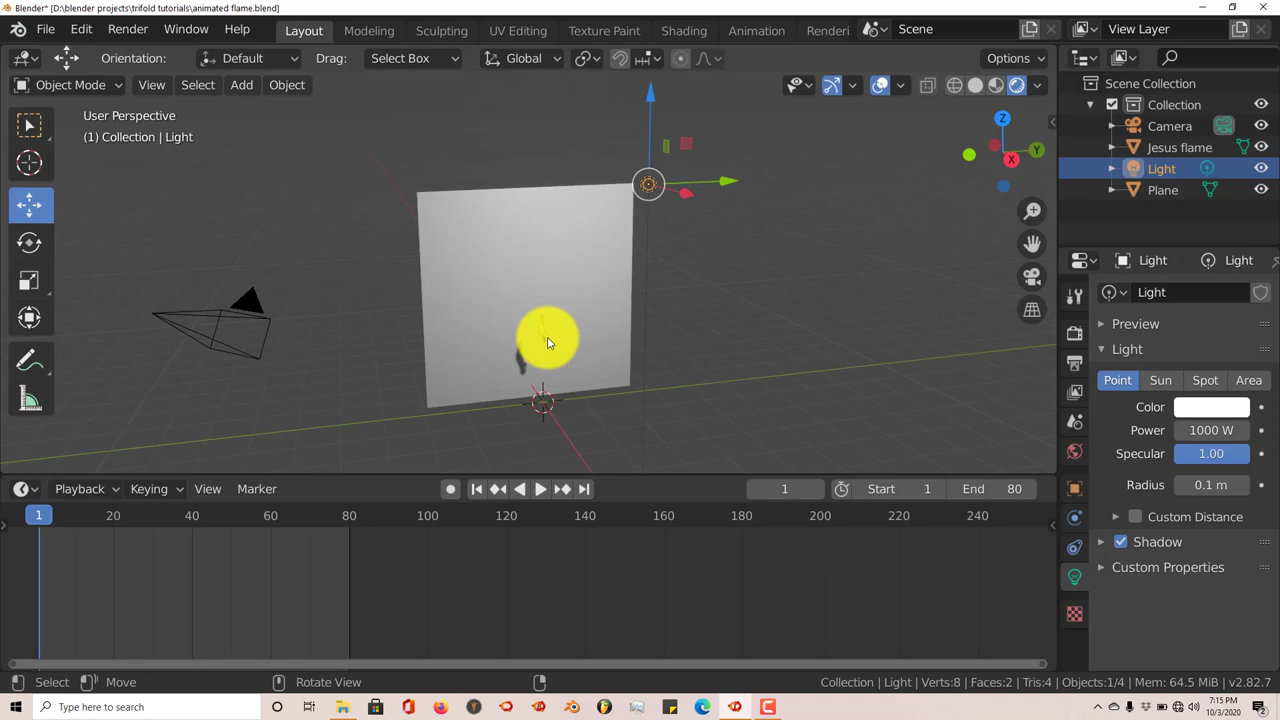 Blender* [D:\blender projects\trifold tutorials\animated flame.blend]
File Edit Render Window Help Layout Modeling Sculpting UV Editing Texture Paint Shading Animation Renderi Scene View Layer
Orientation: Default Drag: Select Box Global Options
Object Mode View Select Add Object
User Perspective
(1) Collection | Light
Z
Y
X
Scene Collection
Collection
Camera
Jesus flame
Light
Plane
Light Light
Light
Preview
Light
Point Sun Spot Area
Color
Power 1000 W
Specular 1.00
Radius 0.1 m
Custom Distance
Shadow
Custom Properties
Playback Keying View Marker 1 Start 1 End 80
1 20 40 60 80 100 120 140 160 180 200 220 240
Select Move Rotate View Collection | Light | Verts:8 | Faces:2 | Tris:4 | Objects:1/4 | Mem: 64.5 MiB | v2.82.7
Type here to search
7:15 PM
10/3/2020